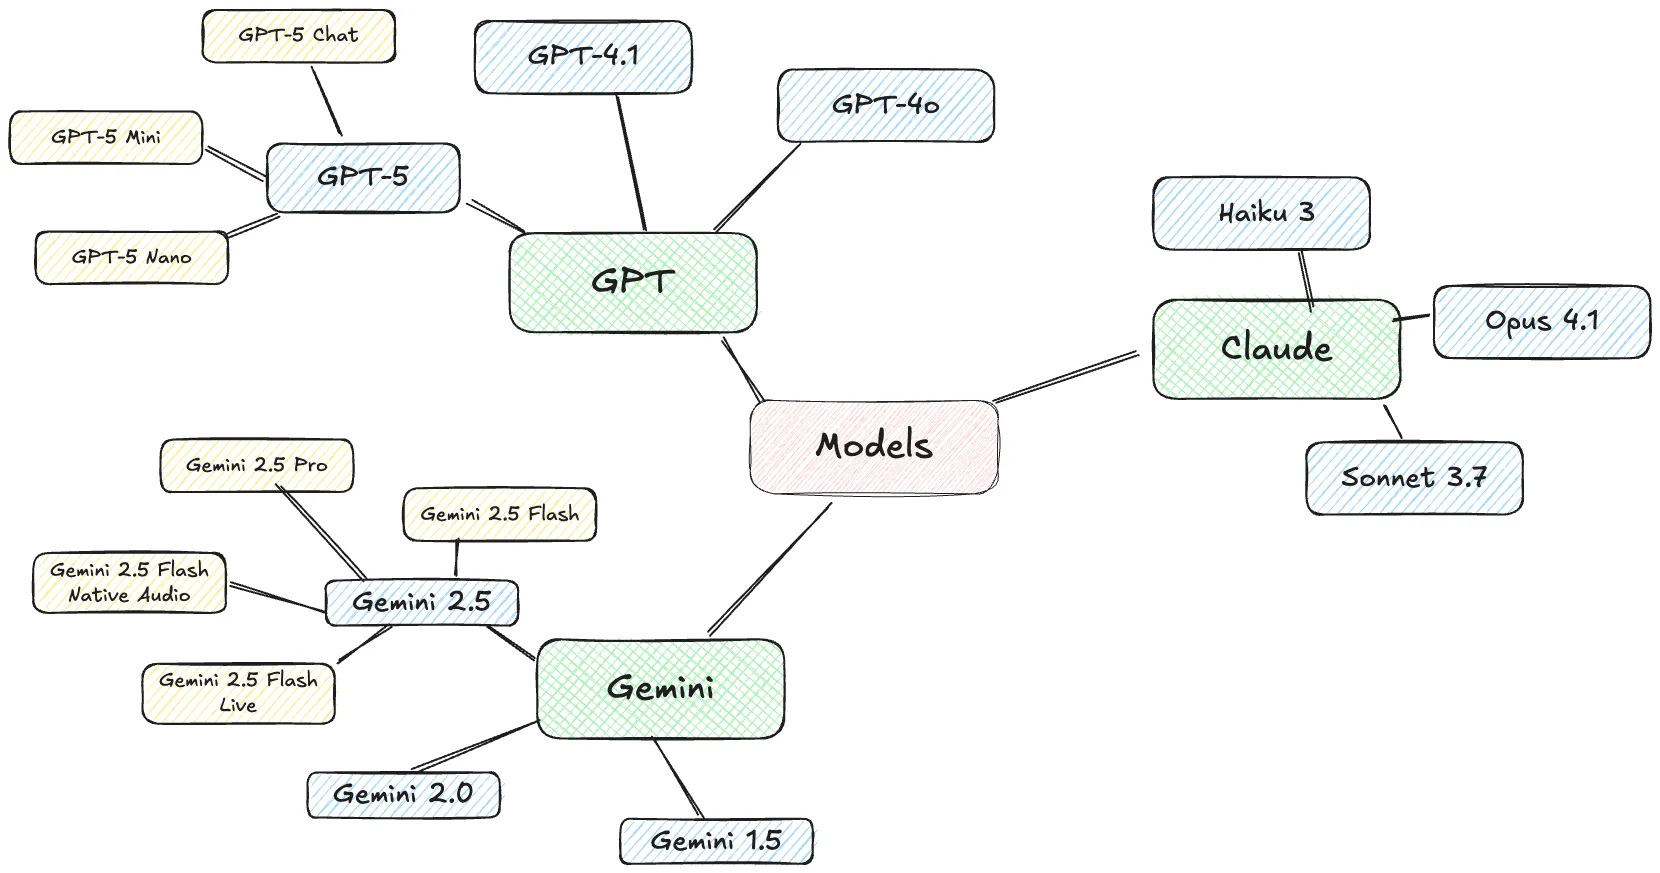 GPT-5 Chat
GPT-4.1
GPT-4o
GPT-5 Mini
GPT-5
GPT-5 Nano
GPT
Haiku 3
Opus 4.1
Claude
Sonnet 3.7
Models
Gemini 2.5 Pro
Gemini 2.5 Flash
Gemini 2.5 Flash
Native Audio
Gemini 2.5
Gemini 2.5 Flash
Live
Gemini
Gemini 2.0
Gemini 1.5